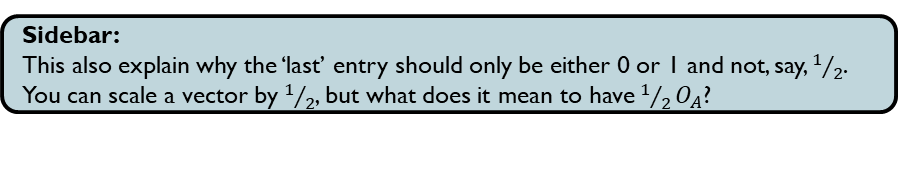 Sidebar:
This also explain why the ‘last’ entry should only be either 0 or 1 and not, say, ¹/₂.
You can scale a vector by ¹/₂, but what does it mean to have ¹/₂ 𝑂_𝐴?